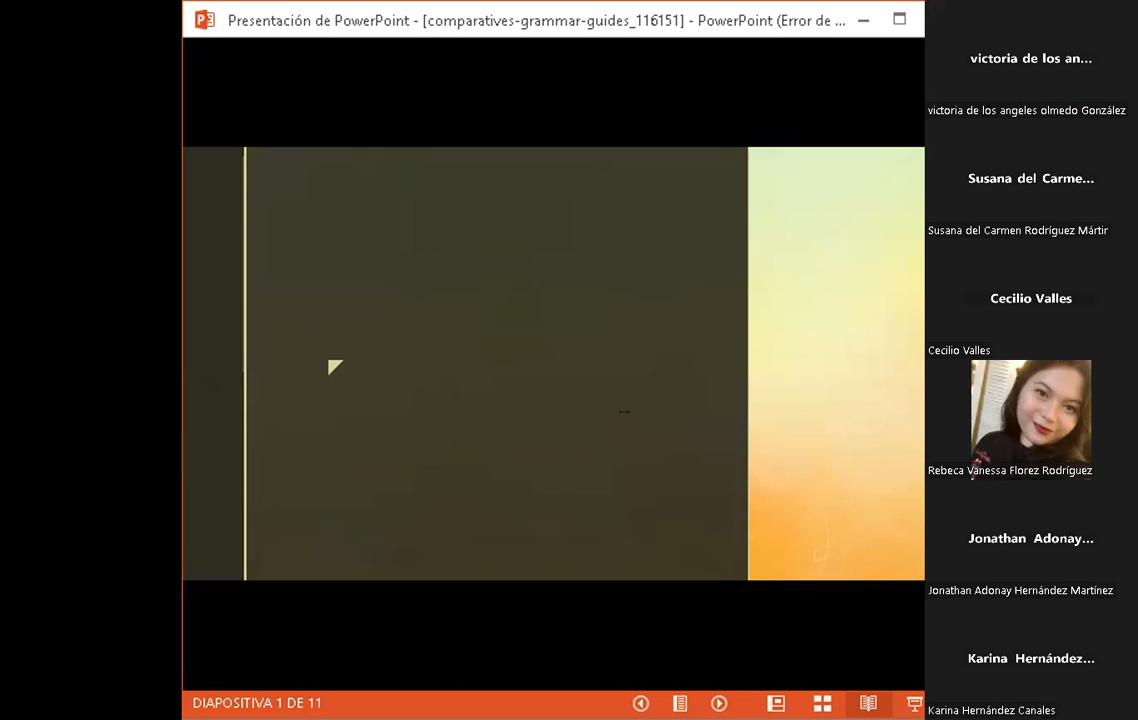 Presentación de PowerPoint - [comparatives-grammar-guides_116151] - PowerPoint (Error de ...
victoria de los an...
victoria de los angeles olmedo González
Susana del Carme...
Susana del Carmen Rodríguez Mártir
Cecilio Valles
Cecilio Valles
Rebeca Vanessa Florez Rodríguez
Jonathan Adonay...
Jonathan Adonay Hernández Martínez
Karina Hernández...
Karina Hernández Canales
DIAPOSITIVA 1 DE 11